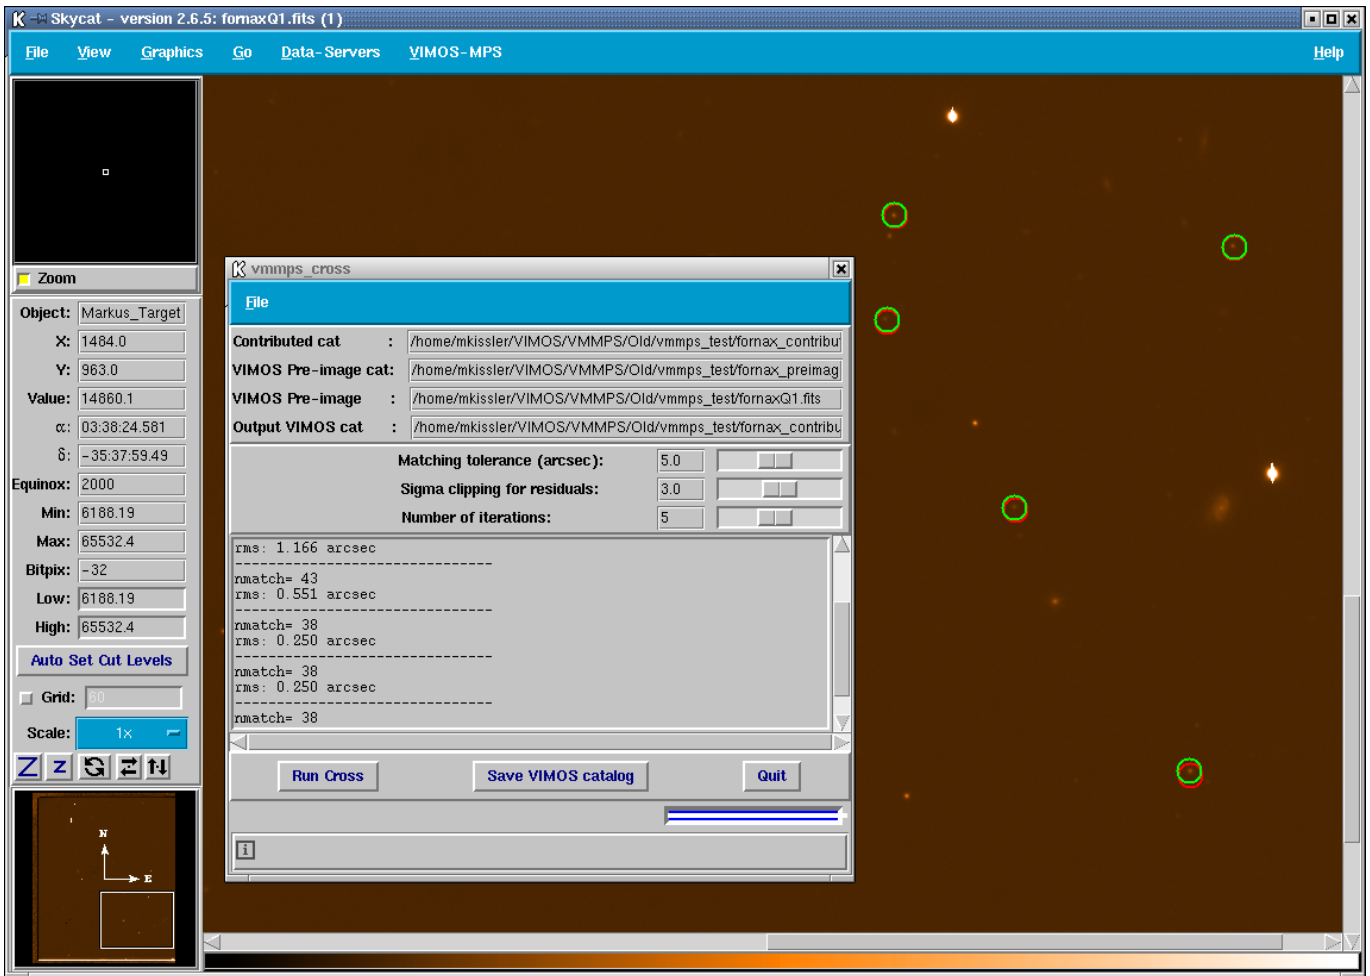 Skycat - version 2.6.5: fornaxQ1.fits (1)
File View Graphics Go Data-Servers VIMOS-MPS Help
Zoom
Object: Markus_Target
X: 1484.0
Y: 963.0
Value: 14860.1
α: 03:38:24.581
δ: -35:37:59.49
Equinox: 2000
Min: 6188.19
Max: 65532.4
Bitpix: -32
Low: 6188.19
High: 65532.4
Auto Set Cut Levels
Grid: 60
Scale: 1x
Z z
N
E
vmmps_cross
File
Contributed cat : /home/mkissler/VIMOS/VMMPS/Old/vmmps_test/fornax_contribu
VIMOS Pre-image cat: /home/mkissler/VIMOS/VMMPS/Old/vmmps_test/fornax_preimag
VIMOS Pre-image : /home/mkissler/VIMOS/VMMPS/Old/vmmps_test/fornaxQ1.fits
Output VIMOS cat : /home/mkissler/VIMOS/VMMPS/Old/vmmps_test/fornax_contribu
Matching tolerance (arcsec): 5.0
Sigma clipping for residuals: 3.0
Number of iterations: 5
rms: 1.166 arcsec
-------------------------------
nmatch= 43
rms: 0.551 arcsec
-------------------------------
nmatch= 38
rms: 0.250 arcsec
-------------------------------
nmatch= 38
rms: 0.250 arcsec
-------------------------------
nmatch= 38
Run Cross Save VIMOS catalog Quit
i